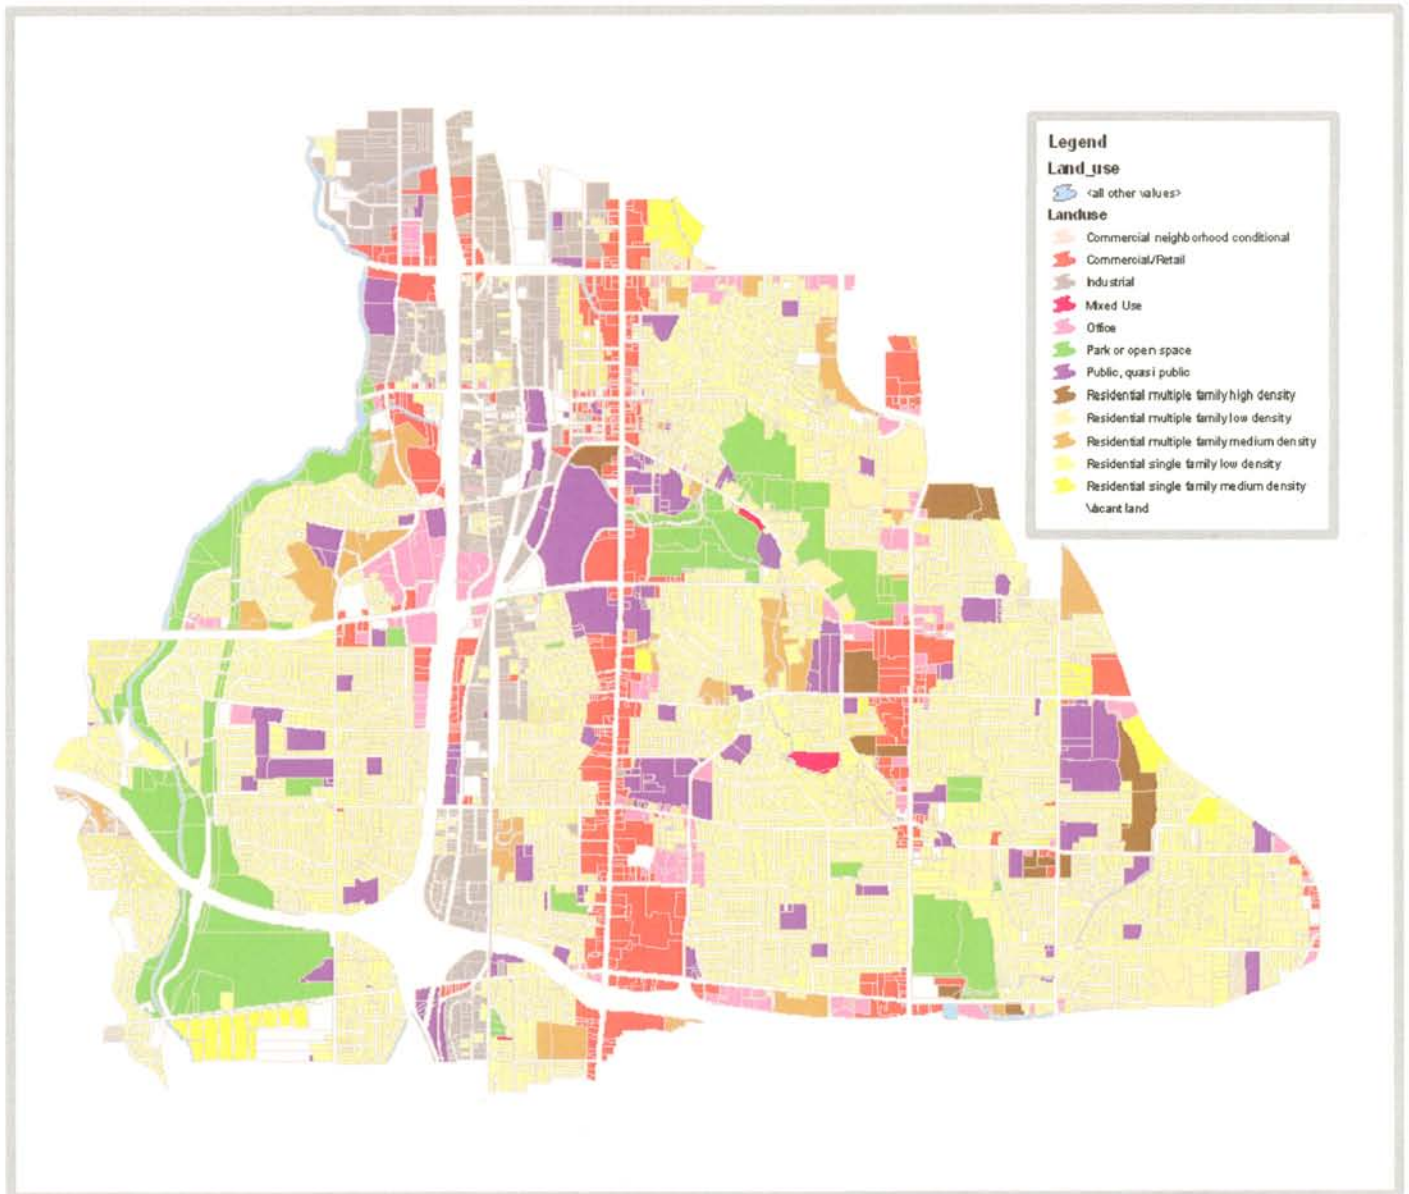 Legend
Land_use
<all other values>
Landuse
Commercial neighborhood conditional
Commercial/Retail
Industrial
Mixed Use
Office
Park or open space
Public, quasi public
Residential multiple family high density
Residential multiple family low density
Residential multiple family medium density
Residential single family low density
Residential single family medium density
Vacant land